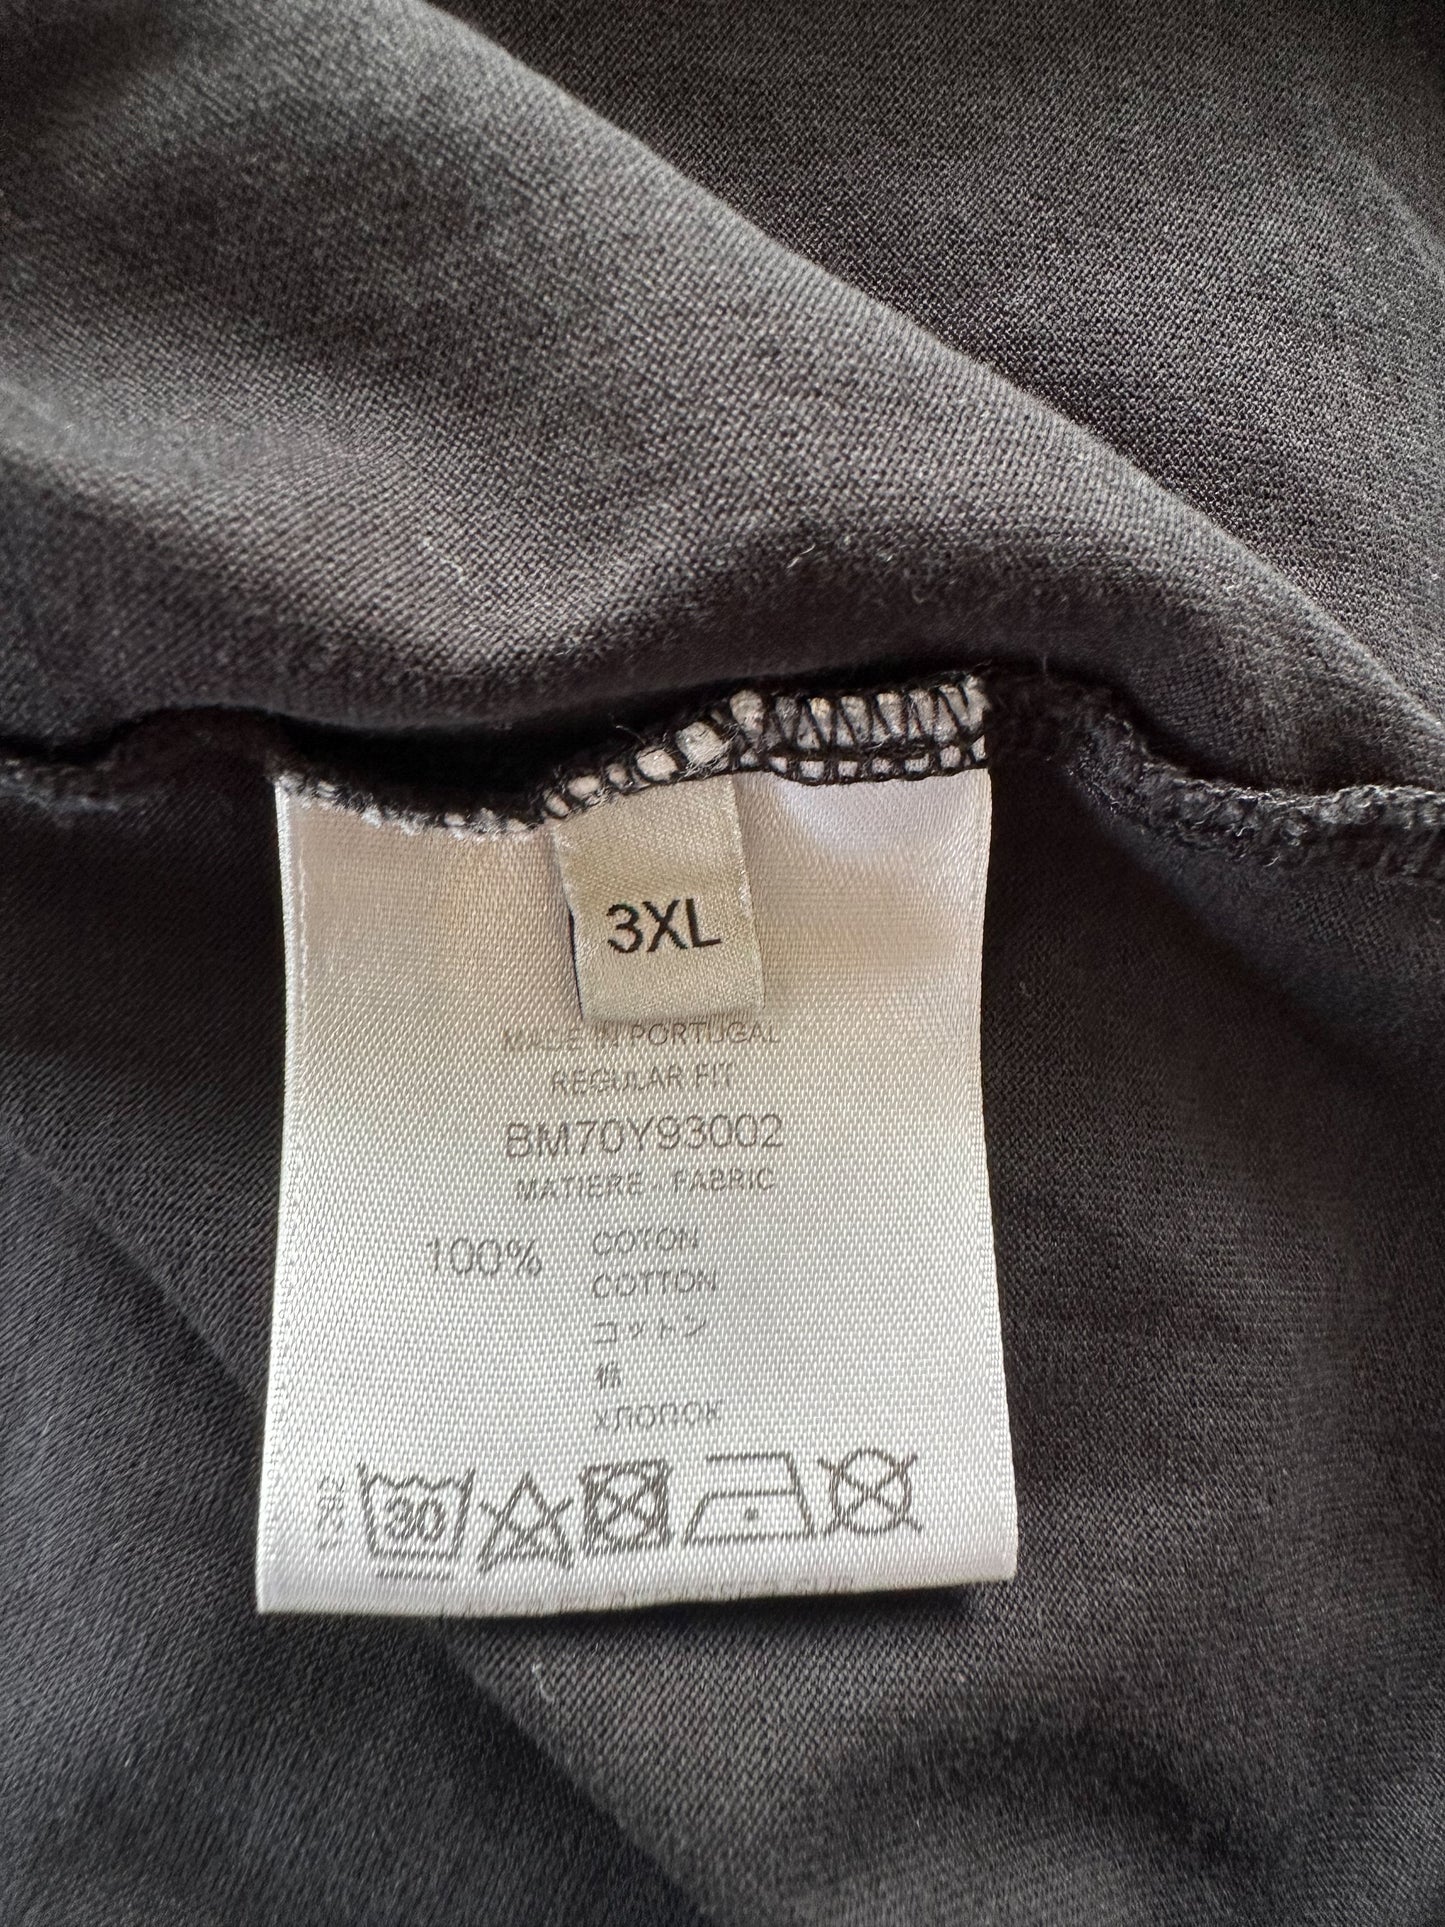 3XL
MADE IN PORTUGAL
REGULAR FIT
BM70Y93002
MATIERE - FABRIC
100% COTON
COTTON
コットン
棉
ХЛОПОК
30